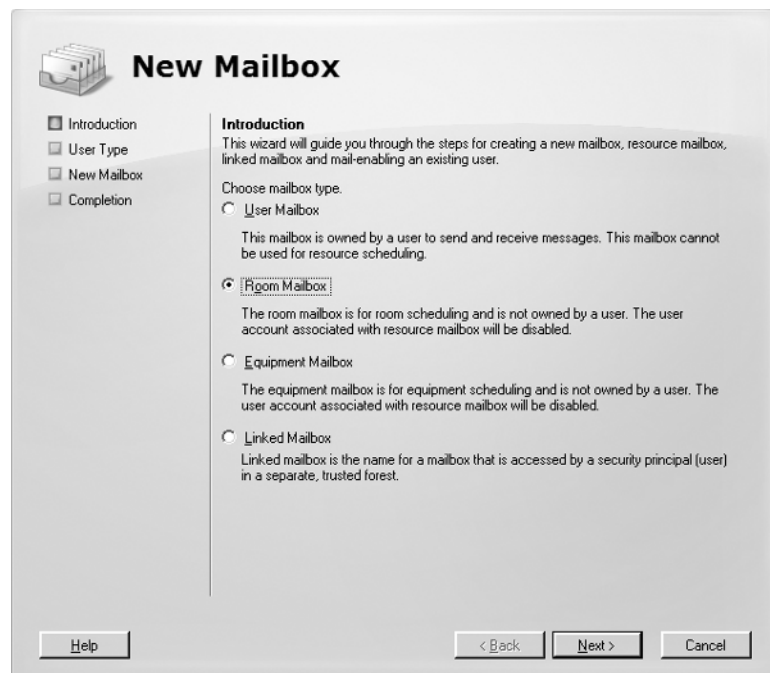 New Mailbox
Introduction
User Type
New Mailbox
Completion
Introduction
This wizard will guide you through the steps for creating a new mailbox, resource mailbox,
linked mailbox and mail-enabling an existing user.
Choose mailbox type.
User Mailbox
This mailbox is owned by a user to send and receive messages. This mailbox cannot
be used for resource scheduling.
Room Mailbox
The room mailbox is for room scheduling and is not owned by a user. The user
account associated with resource mailbox will be disabled.
Equipment Mailbox
The equipment mailbox is for equipment scheduling and is not owned by a user. The
user account associated with resource mailbox will be disabled.
Linked Mailbox
Linked mailbox is the name for a mailbox that is accessed by a security principal (user)
in a separate, trusted forest.
Help
< Back
Next >
Cancel